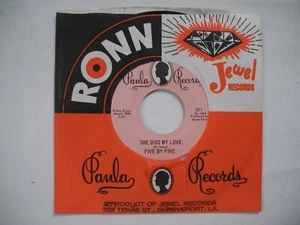 RONN
Jewel
RECORDS
Paula Records
311
SHE DIGS MY LOVE
FIVE BY FIVE
Paula Records
A PRODUCT OF JEWEL RECORDS
728 TEXAS ST., SHREVEPORT, LA.